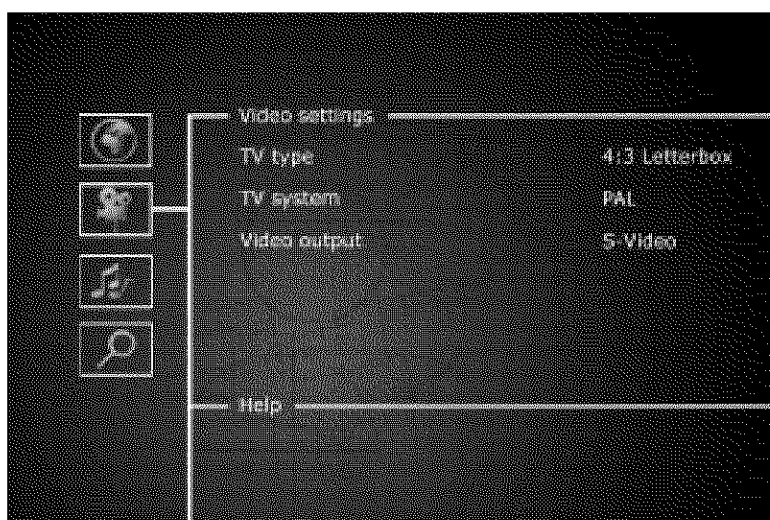 Video settings
TV type 4:3 Letterbox
TV system PAL
Video output S-Video
Help